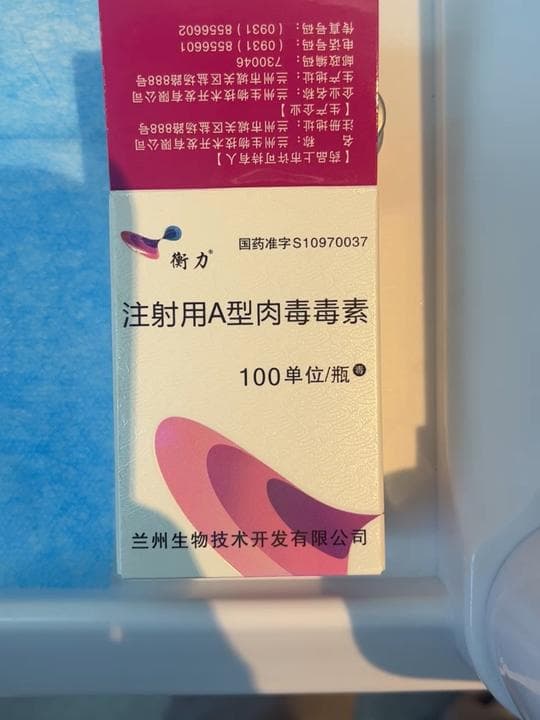 【药品上市许可持有人】
名 称：兰州生物技术开发有限公司
注册地址：兰州市城关区盐场路888号
【生产企业】
企业名称：兰州生物技术开发有限公司
生产地址：兰州市城关区盐场路888号
邮政编码：730046
电话号码：(0931) 8556601
传真号码：(0931) 8556602
衡力®
国药准字S10970037
注射用A型肉毒毒素
100单位/瓶 毒
兰州生物技术开发有限公司